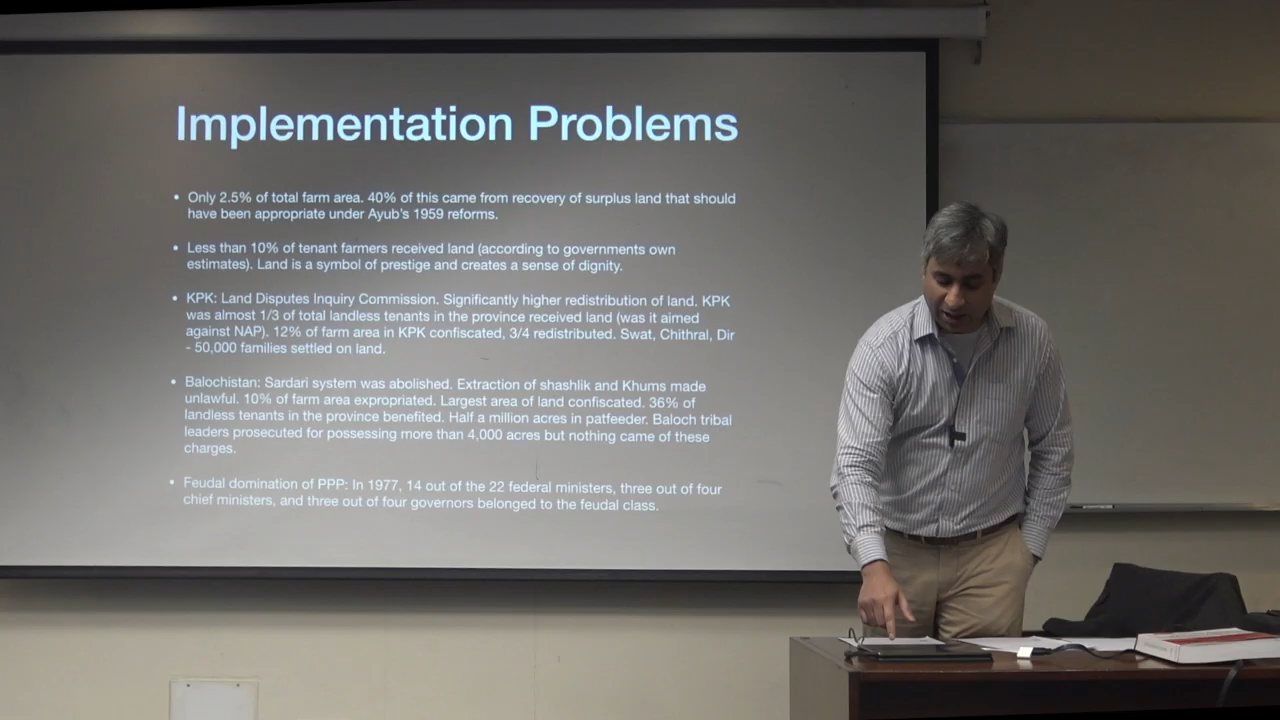 Implementation Problems
• Only 2.5% of total farm area. 40% of this came from recovery of surplus land that should
have been appropriate under Ayub's 1959 reforms.
• Less than 10% of tenant farmers received land (according to governments own
estimates). Land is a symbol of prestige and creates a sense of dignity.
• KPK: Land Disputes Inquiry Commission. Significantly higher redistribution of land. KPK
was almost 1/3 of total landless tenants in the province received land (was it aimed
against NAP). 12% of farm area in KPK confiscated, 3/4 redistributed. Swat, Chithral, Dir
- 50,000 families settled on land.
• Balochistan: Sardari system was abolished. Extraction of shashlik and Khums made
unlawful. 10% of farm area expropriated. Largest area of land confiscated. 36% of
landless tenants in the province benefited. Half a million acres in patfeeder. Baloch tribal
leaders prosecuted for possessing more than 4,000 acres but nothing came of these
charges.
• Feudal domination of PPP: In 1977, 14 out of the 22 federal ministers, three out of four
chief ministers, and three out of four governors belonged to the feudal class.